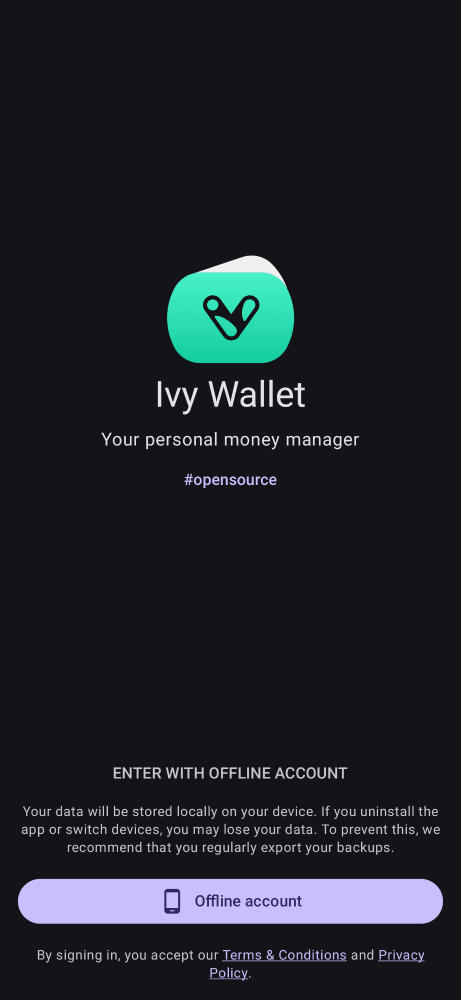 Ivy Wallet
Your personal money manager
#opensource
ENTER WITH OFFLINE ACCOUNT
Your data will be stored locally on your device. If you uninstall the
app or switch devices, you may lose your data. To prevent this, we
recommend that you regularly export your backups.
Offline account
By signing in, you accept our Terms & Conditions and Privacy
Policy.